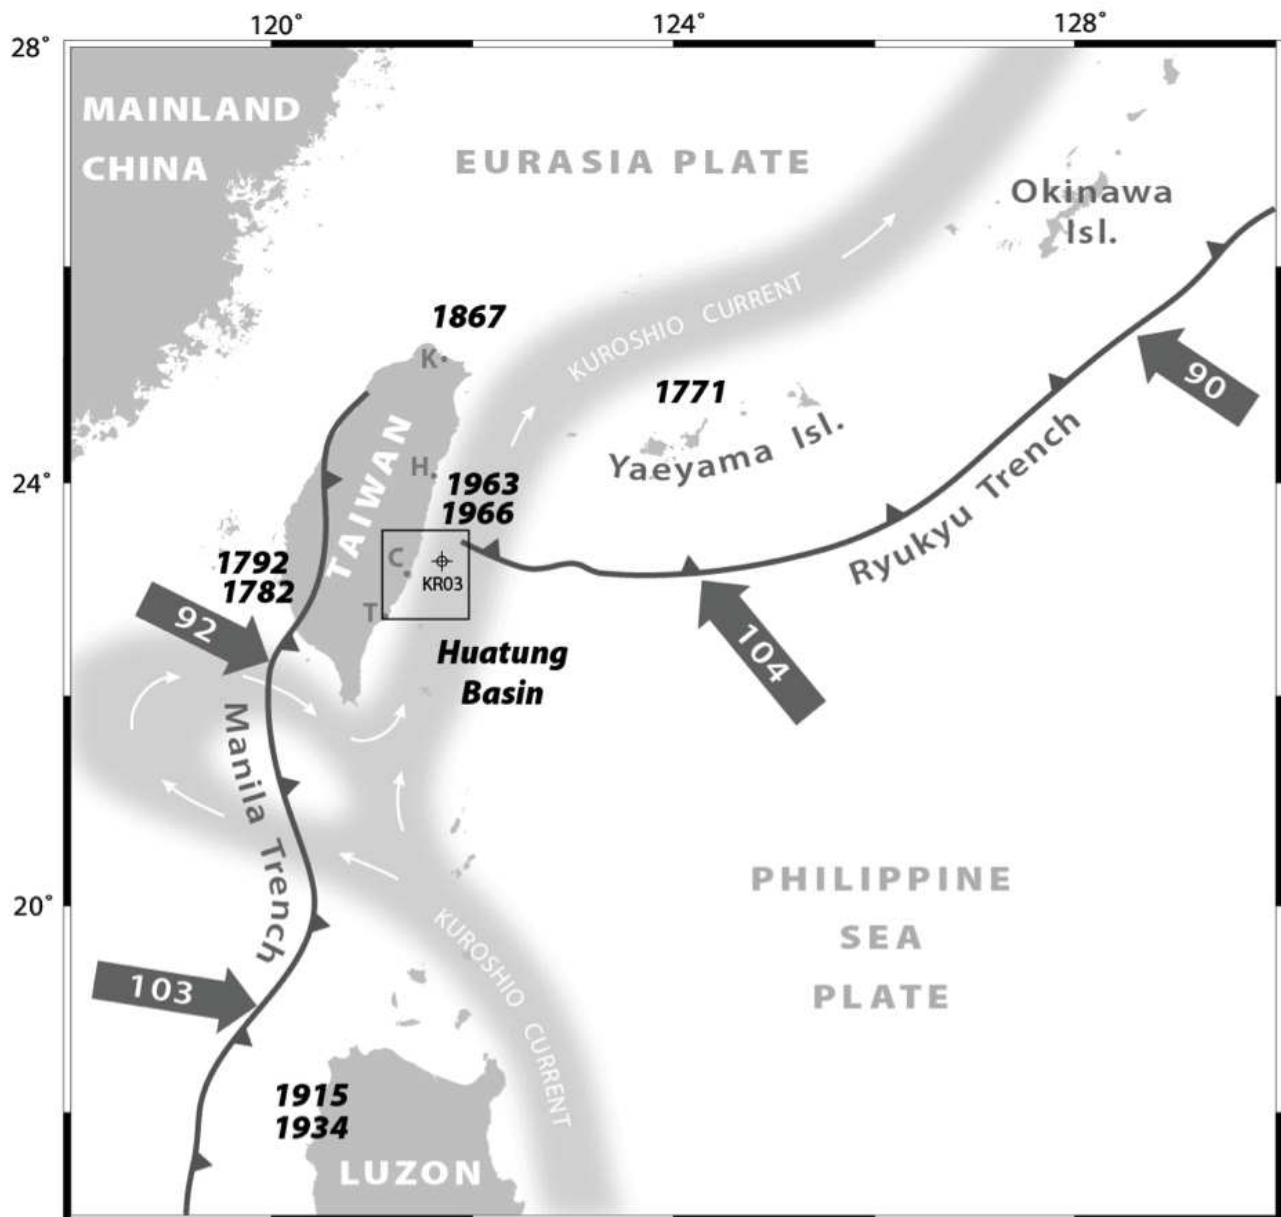 120˚
124˚
128˚
28˚
MAINLAND
CHINA
EURASIA PLATE
Okinawa
Isl.
1867
K
KUROSHIO CURRENT
90
1771
Yaeyama Isl.
TAIWAN
H
24˚
1963
1966
Ryukyu Trench
C
KR03
T
1792
1782
92
104
Huatung
Basin
Manila Trench
20˚
PHILIPPINE
SEA
PLATE
KUROSHIO CURRENT
103
1915
1934
LUZON